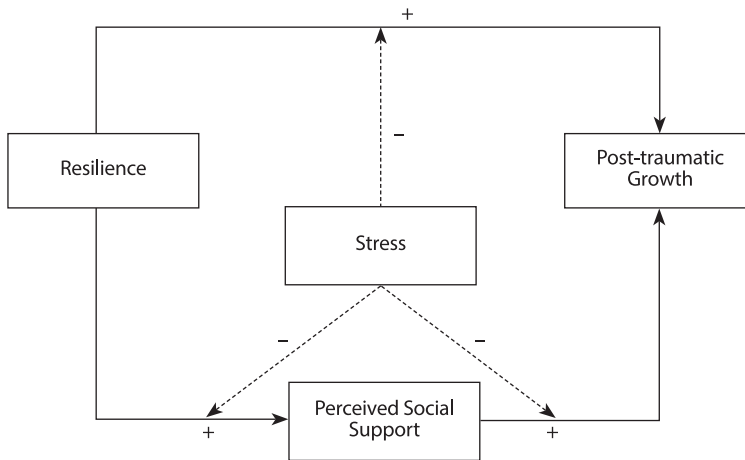 +
Resilience
Post-traumatic
Growth
–
Stress
–
–
Perceived Social
Support
+
+